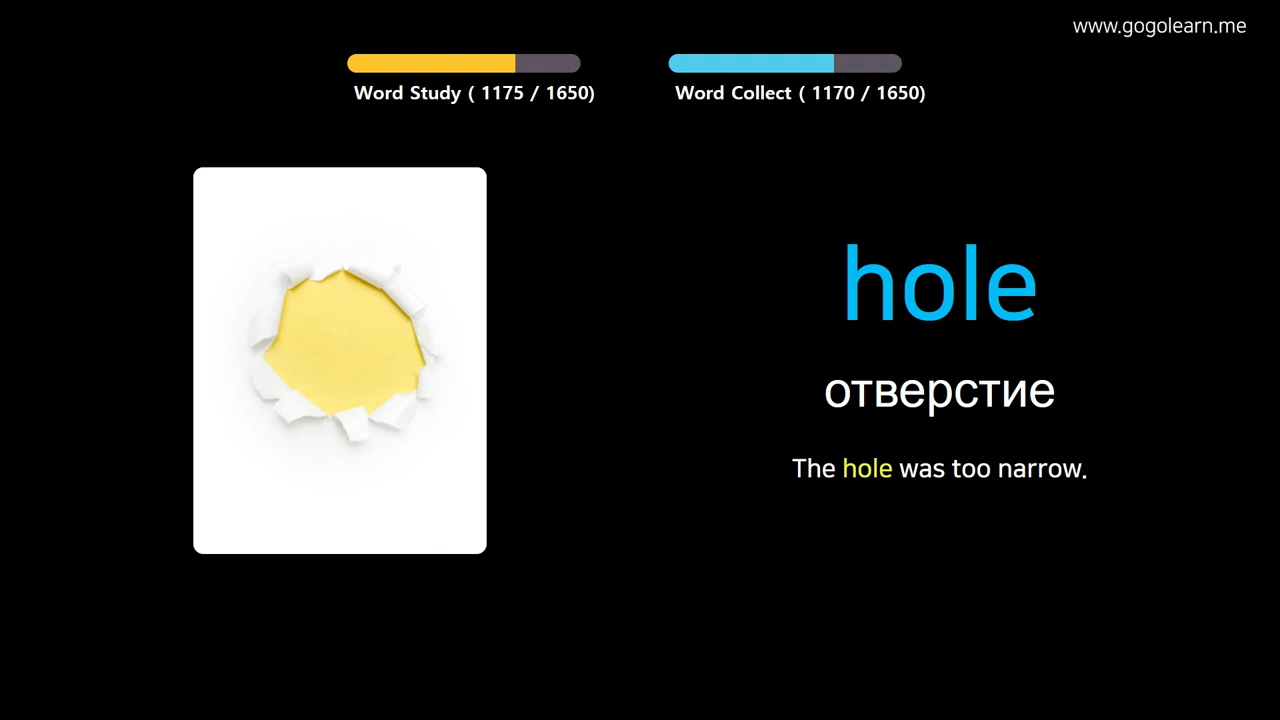 www.gogolearn.me
Word Study ( 1175 / 1650)
Word Collect ( 1170 / 1650)
hole
отверстие
The hole was too narrow.